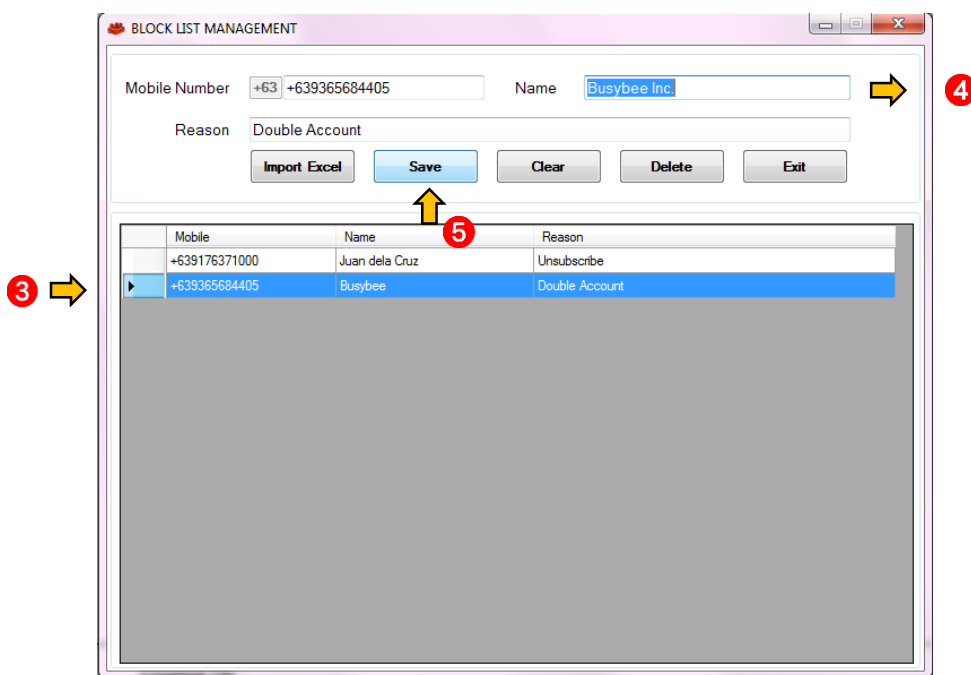 BLOCK LIST MANAGEMENT
Mobile Number +63 +639365684405 Name Busybee Inc. 4
Reason Double Account
Import Excel Save Clear Delete Exit
5
Mobile Name Reason
+639176371000 Juan dela Cruz Unsubscribe
3 +639365684405 Busybee Double Account